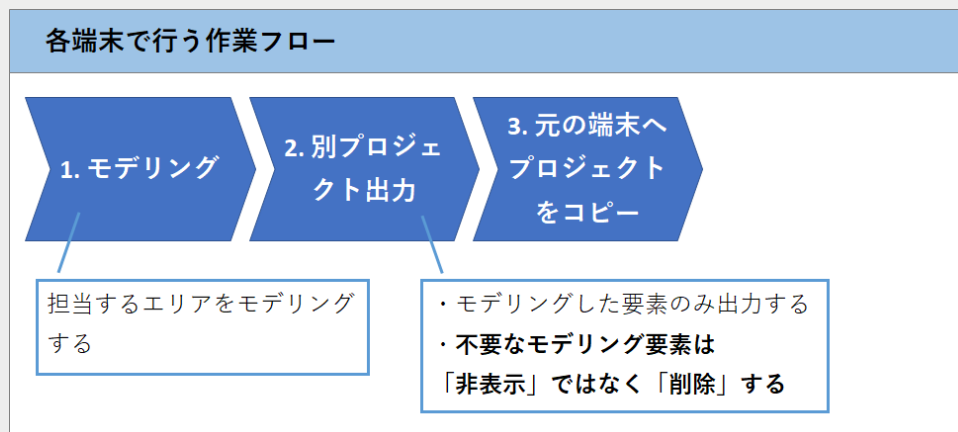 各端末で行う作業フロー
1. モデリング
2. 別プロジェ
クト出力
3. 元の端末へ
プロジェクト
をコピー
担当するエリアをモデリング
する
・モデリングした要素のみ出力する
・不要なモデリング要素は
「非表示」ではなく「削除」する